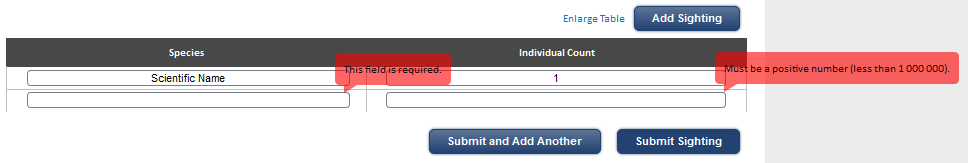 Enlarge Table Add Sighting
Species Individual Count
This field is required. Must be a positive number (less than 1 000 000).
Scientific Name 1
Submit and Add Another Submit Sighting